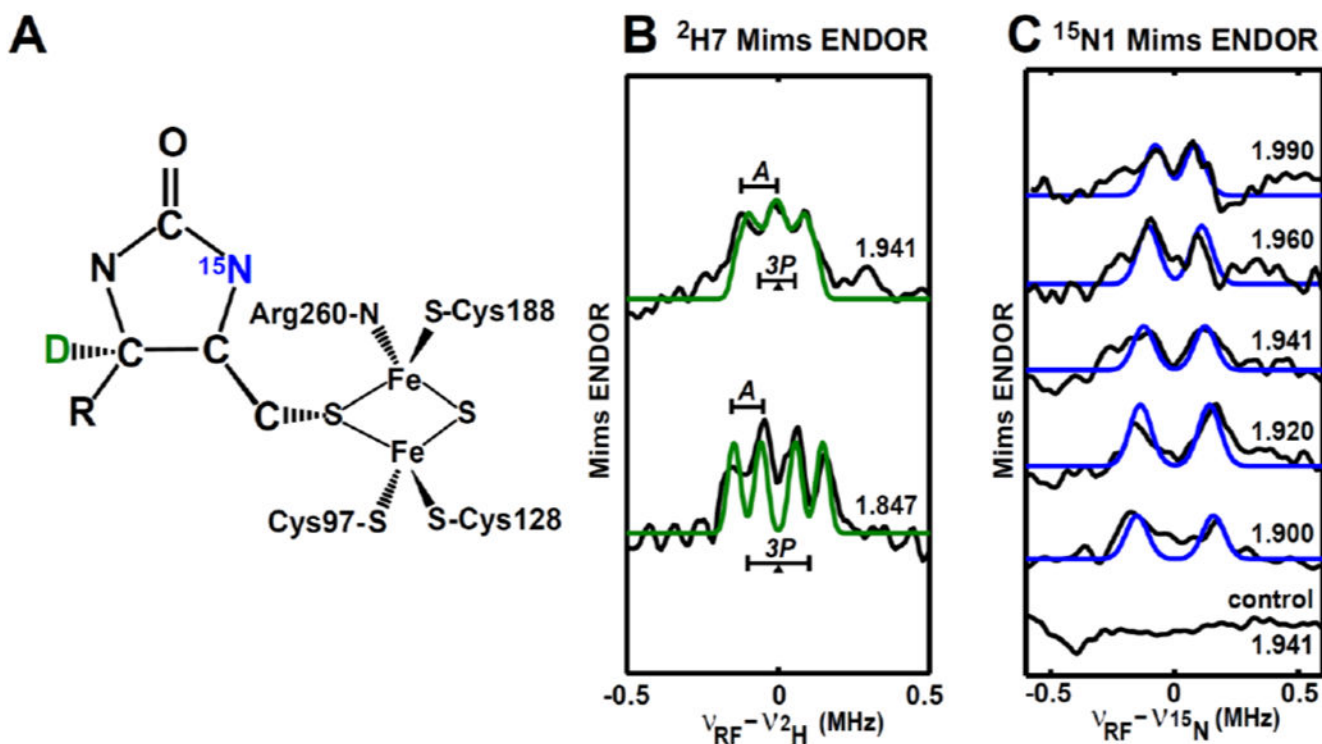 A
O
C
N
15N
D
C
C
R
C
S
Fe
S
Fe
Arg260-N
S-Cys188
Cys97-S
S-Cys128
B ²H7 Mims ENDOR
Mims ENDOR
A
1.941
3P
A
1.847
3P
-0.5 0 0.5
νRF−ν²H (MHz)
C ¹⁵N1 Mims ENDOR
Mims ENDOR
1.990
1.960
1.941
1.920
1.900
control
1.941
-0.5 0 0.5
νRF−ν¹⁵N (MHz)